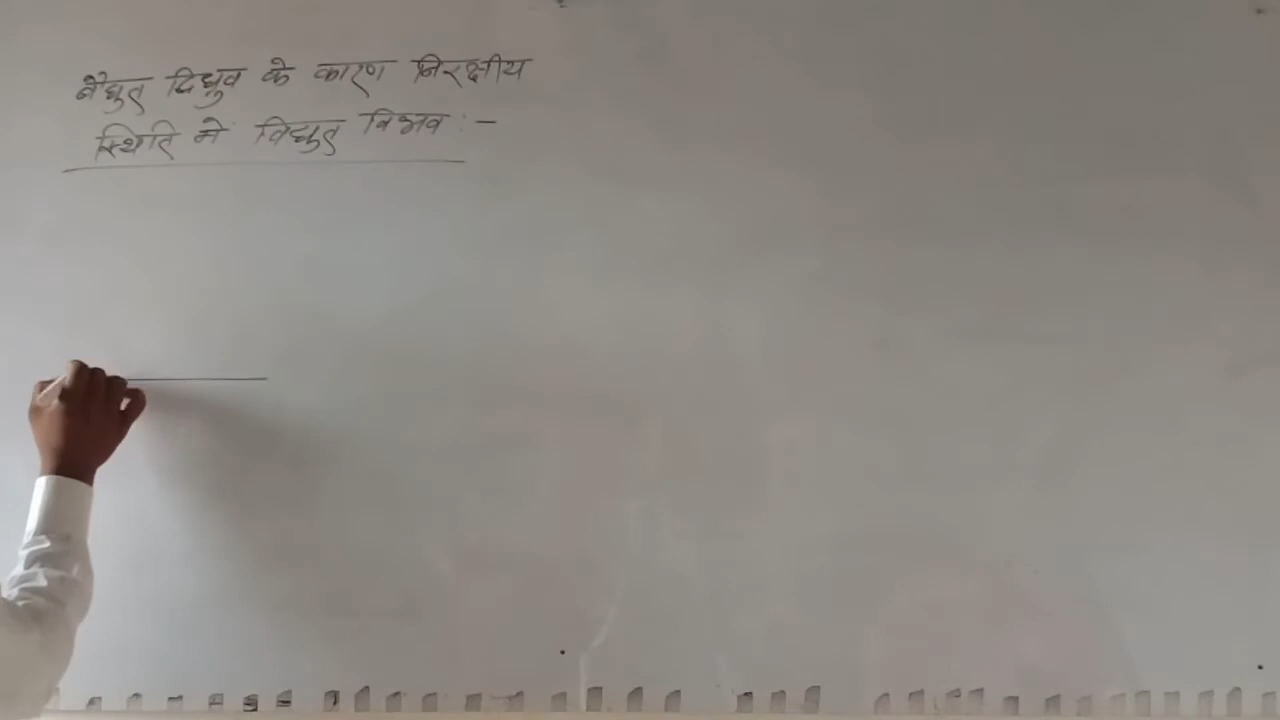 वैद्युत द्विध्रुव के कारण निरक्षीय
स्थिति में विद्युत विभव :-